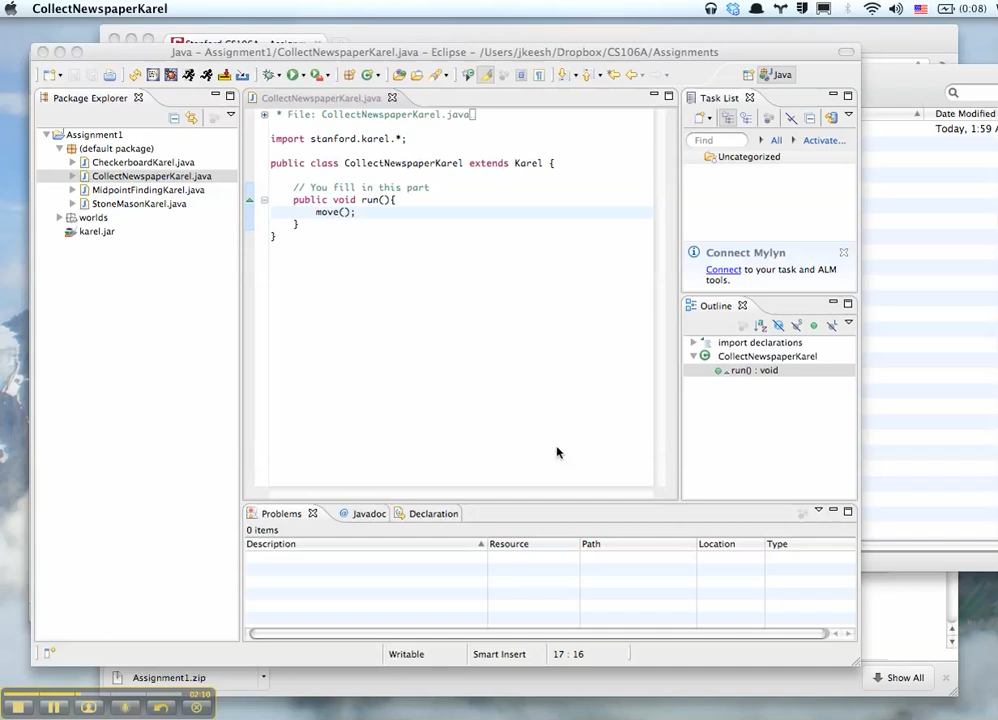 CollectNewspaperKarel
(0:08)
Java - Assignment1/CollectNewspaperKarel.java - Eclipse - /Users/jkeesh/Dropbox/CS106A/Assignments
Java
Package Explorer
CollectNewspaperKarel.java
Task List
Date Modified
Today, 1:59 A
Assignment1
(default package)
CheckerboardKarel.java
CollectNewspaperKarel.java
MidpointFindingKarel.java
StoneMasonKarel.java
worlds
karel.jar
* File: CollectNewspaperKarel.java
import stanford.karel.*;
public class CollectNewspaperKarel extends Karel {
// You fill in this part
public void run(){
move();
}
}
Find
All
Activate...
Uncategorized
Connect Mylyn
Connect to your task and ALM
tools.
Outline
import declarations
CollectNewspaperKarel
run() : void
Problems
@ Javadoc
Declaration
0 items
Description
Resource
Path
Location
Type
Writable
Smart Insert
17 : 16
Assignment1.zip
Show All
02:10